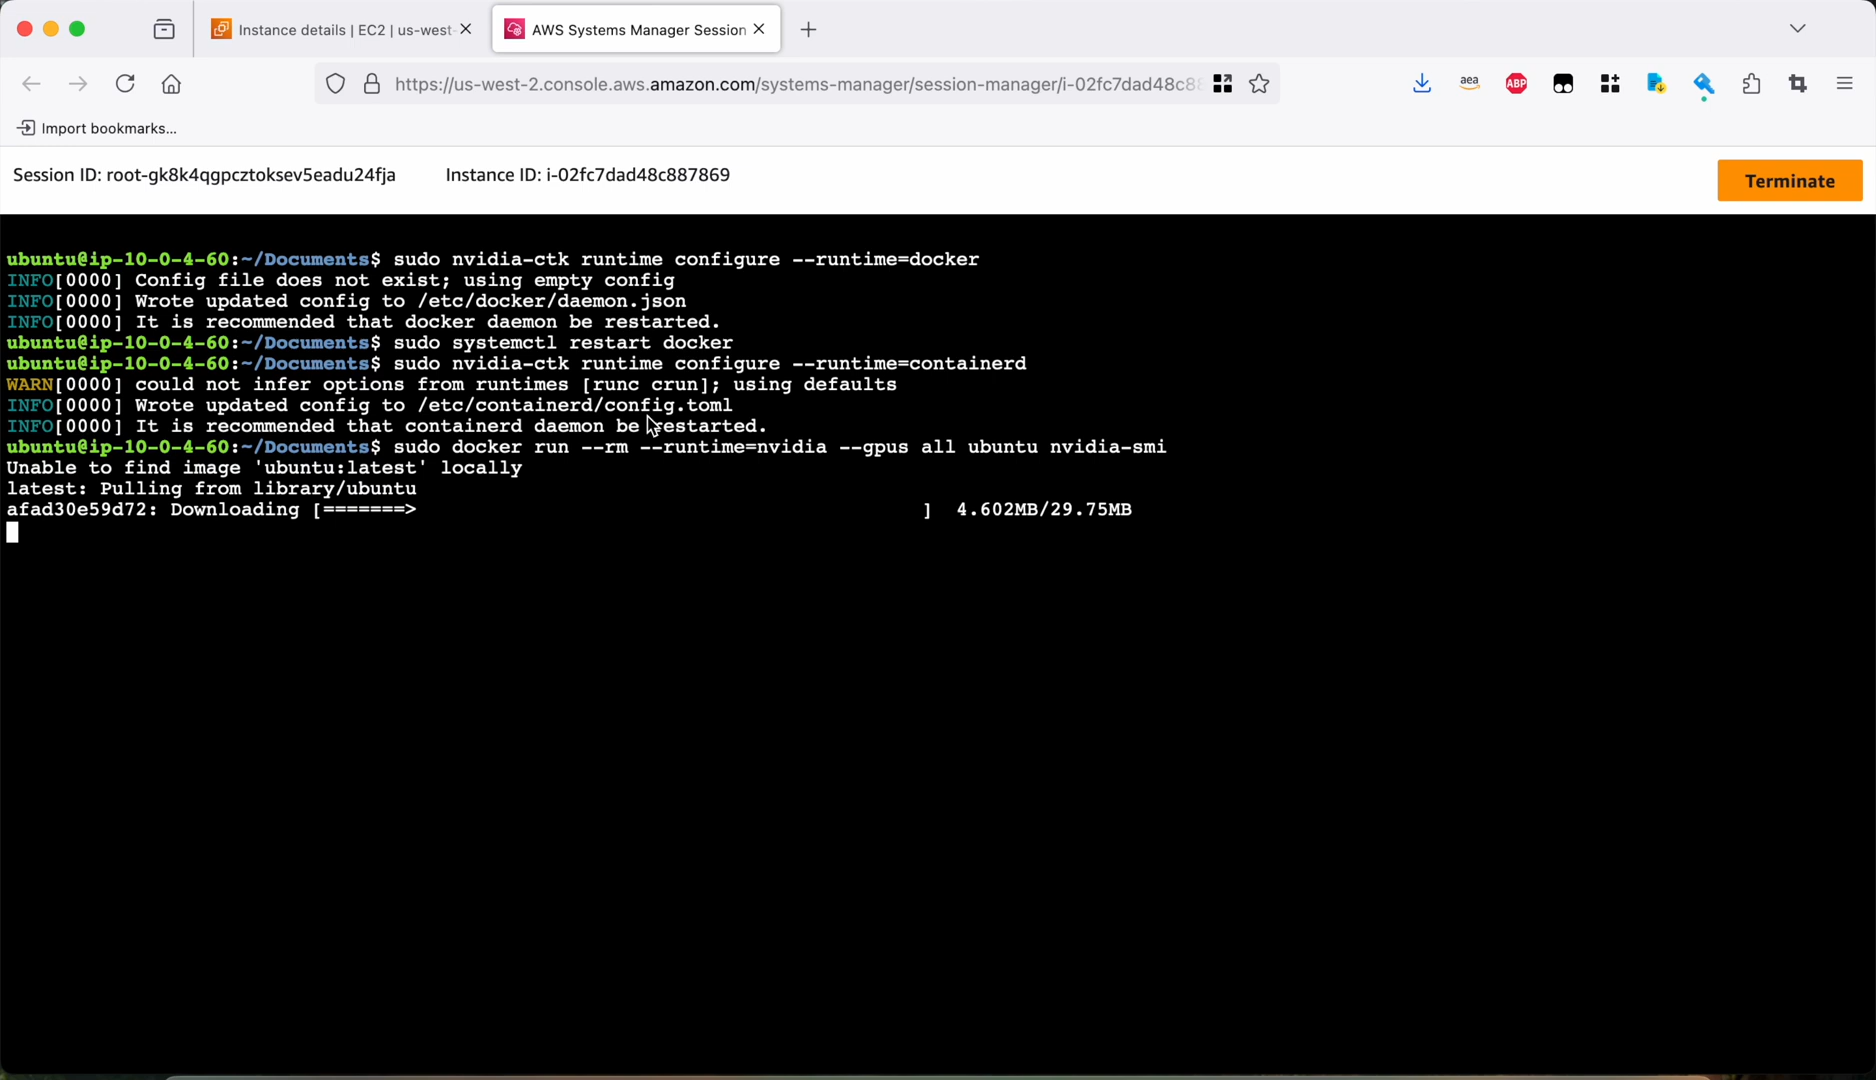 Instance details | EC2 | us-west-
AWS Systems Manager Session
https://us-west-2.console.aws.amazon.com/systems-manager/session-manager/i-02fc7dad48c88
aea
ABP
Import bookmarks...
Session ID: root-gk8k4qgpcztoksev5eadu24fja
Instance ID: i-02fc7dad48c887869
Terminate
ubuntu@ip-10-0-4-60:~/Documents$ sudo nvidia-ctk runtime configure --runtime=docker
INFO[0000] Config file does not exist; using empty config
INFO[0000] Wrote updated config to /etc/docker/daemon.json
INFO[0000] It is recommended that docker daemon be restarted.
ubuntu@ip-10-0-4-60:~/Documents$ sudo systemctl restart docker
ubuntu@ip-10-0-4-60:~/Documents$ sudo nvidia-ctk runtime configure --runtime=containerd
WARN[0000] could not infer options from runtimes [runc crun]; using defaults
INFO[0000] Wrote updated config to /etc/containerd/config.toml
INFO[0000] It is recommended that containerd daemon be restarted.
ubuntu@ip-10-0-4-60:~/Documents$ sudo docker run --rm --runtime=nvidia --gpus all ubuntu nvidia-smi
Unable to find image 'ubuntu:latest' locally
latest: Pulling from library/ubuntu
afad30e59d72: Downloading [=======>                                           ]  4.602MB/29.75MB